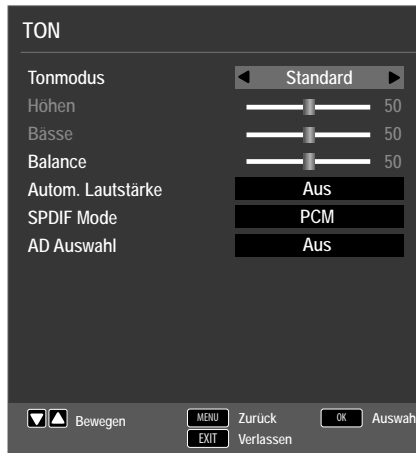 TON
Tonmodus Standard
Höhen 50
Bässe 50
Balance 50
Autom. Lautstärke Aus
SPDIF Mode PCM
AD Auswahl Aus
Bewegen MENU Zurück OK Auswah
EXIT Verlassen